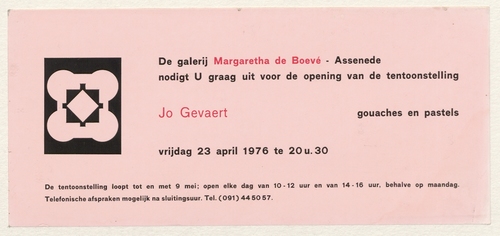 De galerij Margaretha de Boevé - Assenede
nodigt U graag uit voor de opening van de tentoonstelling
Jo Gevaert gouaches en pastels
vrijdag 23 april 1976 te 20 u. 30
De tentoonstelling loopt tot en met 9 mei; open elke dag van 10-12 uur en van 14-16 uur, behalve op maandag.
Telefonische afspraken mogelijk na sluitingsuur. Tel. (091) 44 50 57.